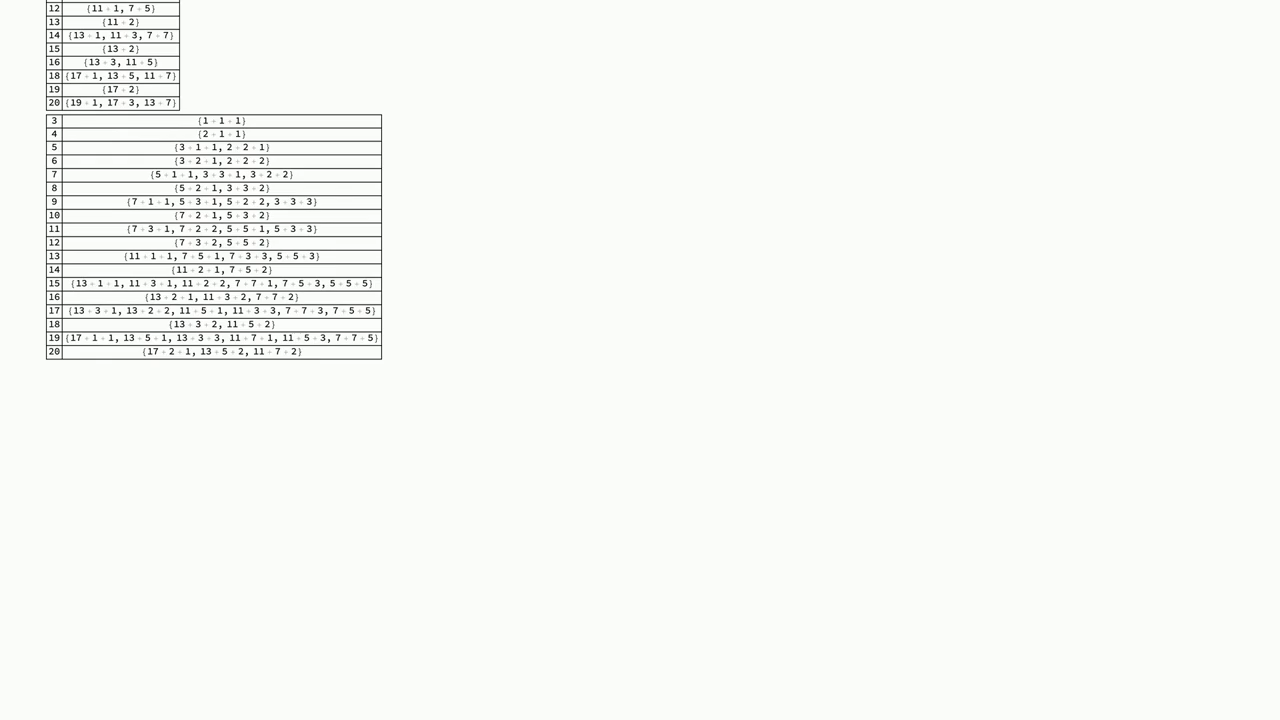 12 {11 + 1, 7 + 5}
13 {11 + 2}
14 {13 + 1, 11 + 3, 7 + 7}
15 {13 + 2}
16 {13 + 3, 11 + 5}
18 {17 + 1, 13 + 5, 11 + 7}
19 {17 + 2}
20 {19 + 1, 17 + 3, 13 + 7}
3 {1 + 1 + 1}
4 {2 + 1 + 1}
5 {3 + 1 + 1, 2 + 2 + 1}
6 {3 + 2 + 1, 2 + 2 + 2}
7 {5 + 1 + 1, 3 + 3 + 1, 3 + 2 + 2}
8 {5 + 2 + 1, 3 + 3 + 2}
9 {7 + 1 + 1, 5 + 3 + 1, 5 + 2 + 2, 3 + 3 + 3}
10 {7 + 2 + 1, 5 + 3 + 2}
11 {7 + 3 + 1, 7 + 2 + 2, 5 + 5 + 1, 5 + 3 + 3}
12 {7 + 3 + 2, 5 + 5 + 2}
13 {11 + 1 + 1, 7 + 5 + 1, 7 + 3 + 3, 5 + 5 + 3}
14 {11 + 2 + 1, 7 + 5 + 2}
15 {13 + 1 + 1, 11 + 3 + 1, 11 + 2 + 2, 7 + 7 + 1, 7 + 5 + 3, 5 + 5 + 5}
16 {13 + 2 + 1, 11 + 3 + 2, 7 + 7 + 2}
17 {13 + 3 + 1, 13 + 2 + 2, 11 + 5 + 1, 11 + 3 + 3, 7 + 7 + 3, 7 + 5 + 5}
18 {13 + 3 + 2, 11 + 5 + 2}
19 {17 + 1 + 1, 13 + 5 + 1, 13 + 3 + 3, 11 + 7 + 1, 11 + 5 + 3, 7 + 7 + 5}
20 {17 + 2 + 1, 13 + 5 + 2, 11 + 7 + 2}